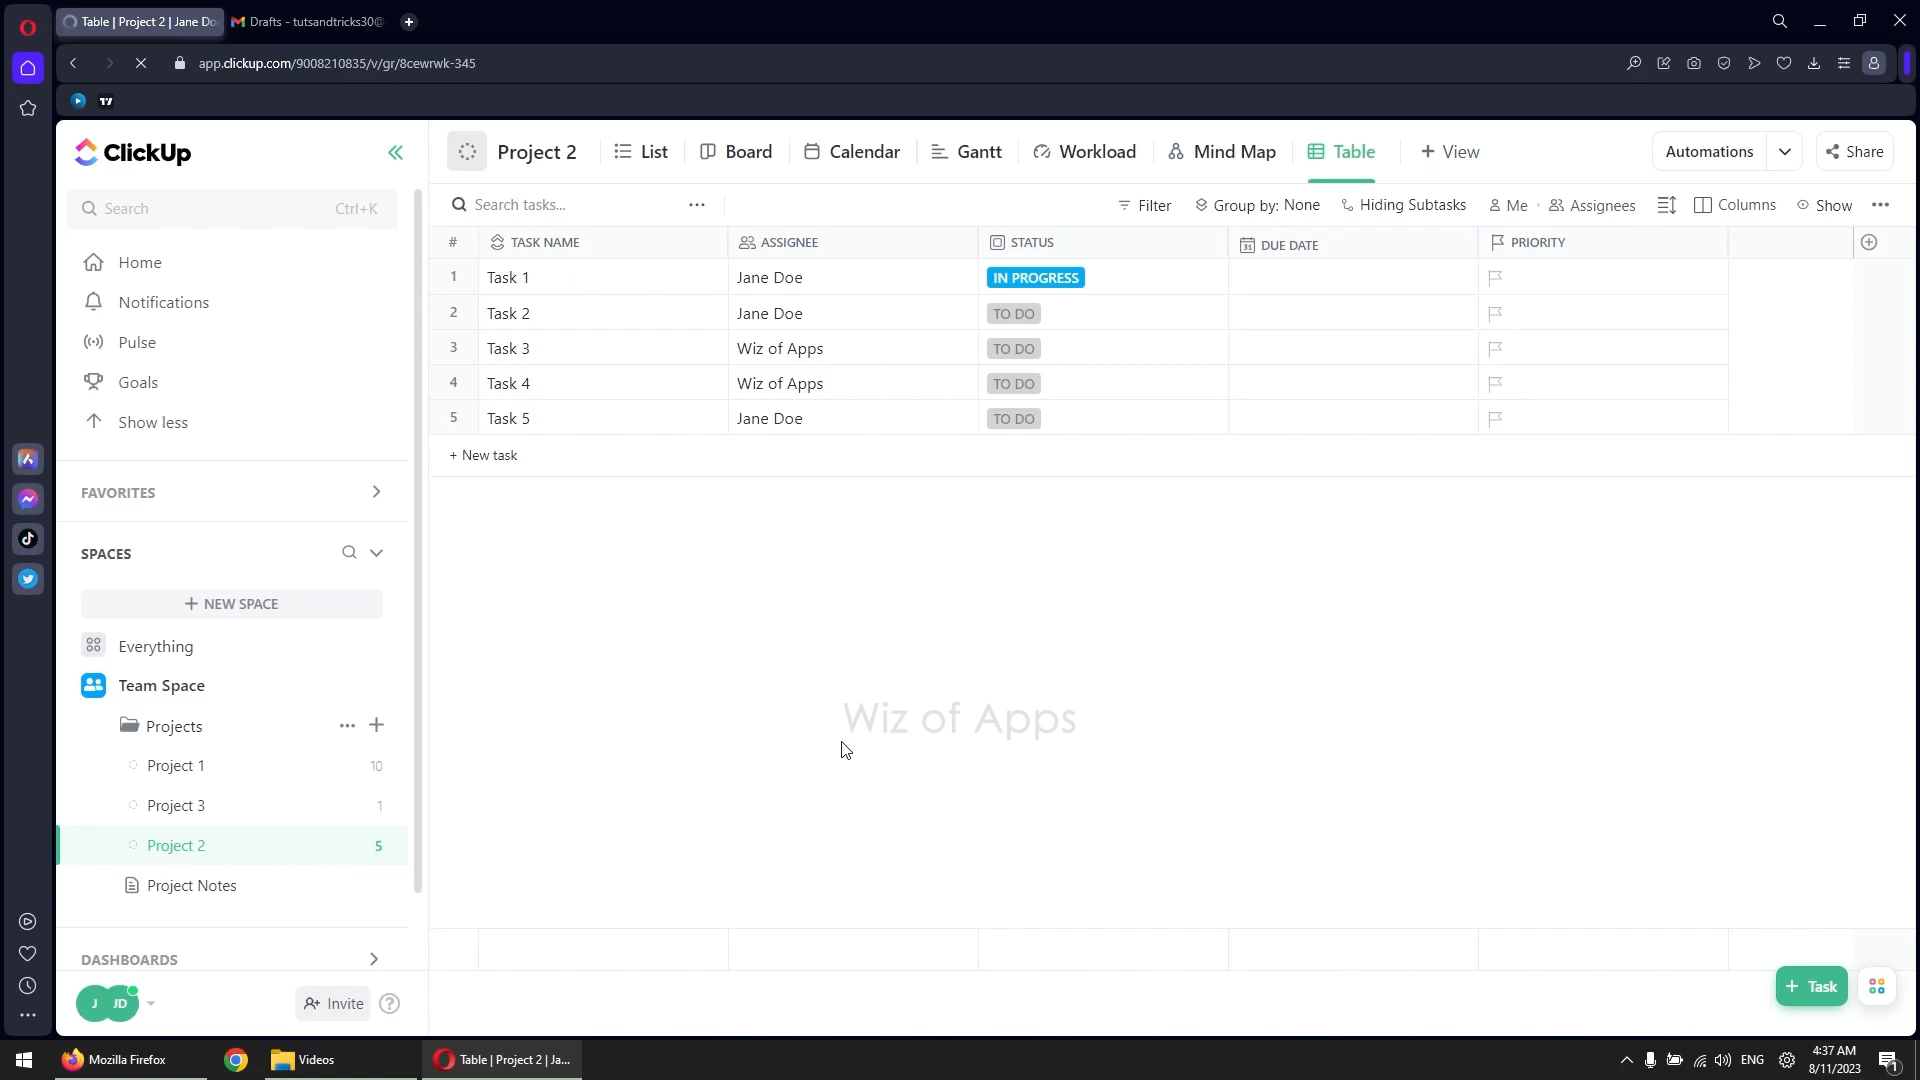 Table | Project 2 | Jane Do
Drafts - tutsandtricks30@
app.clickup.com/9008210835/v/gr/8cewrwk-345
ClickUp
Project 2
List
Board
Calendar
Gantt
Workload
Mind Map
Table
+ View
Automations
Share
Search
Ctrl+K
Search tasks...
Filter
Group by: None
Hiding Subtasks
Me
Assignees
Columns
Show
# TASK NAME ASSIGNEE STATUS DUE DATE PRIORITY
1 Task 1 Jane Doe IN PROGRESS
2 Task 2 Jane Doe TO DO
3 Task 3 Wiz of Apps TO DO
4 Task 4 Wiz of Apps TO DO
5 Task 5 Jane Doe TO DO
+ New task
Home
Notifications
Pulse
Goals
Show less
FAVORITES
SPACES
+ NEW SPACE
Everything
Team Space
Projects
Project 1 10
Project 3 1
Project 2 5
Project Notes
DASHBOARDS
J JD
Invite
?
Wiz of Apps
+ Task
Mozilla Firefox
Videos
Table | Project 2 | Ja...
ENG
4:37 AM
8/11/2023
1